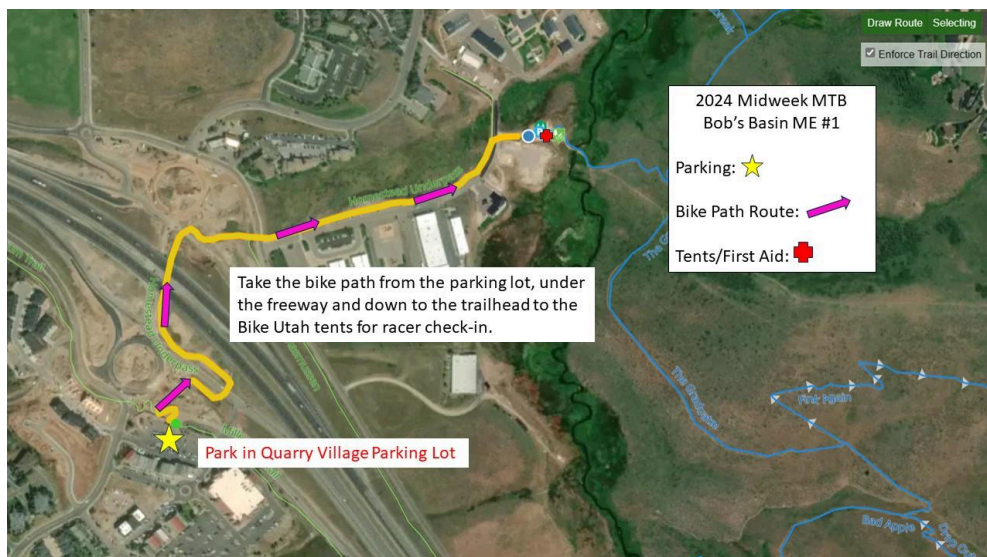 Draw Route Selecting
Enforce Trail Direction
2024 Midweek MTB
Bob's Basin ME #1
Parking:
Bike Path Route:
Tents/First Aid:
Homestead Underpass
Take the bike path from the parking lot, under
the freeway and down to the trailhead to the
Bike Utah tents for racer check-in.
Homestead Underpass
The Graduate
First Again
Park in Quarry Village Parking Lot
Bad Apple